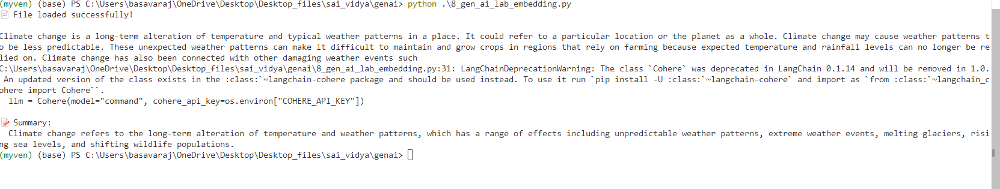 (myven) (base) PS C:\Users\basavaraj\OneDrive\Desktop\Desktop_files\sai_vidya\genai> python .\8_gen_ai_lab_embedding.py
📄 File loaded successfully!
Climate change is a long-term alteration of temperature and typical weather patterns in a place. It could refer to a particular location or the planet as a whole. Climate change may cause weather patterns t
o be less predictable. These unexpected weather patterns can make it difficult to maintain and grow crops in regions that rely on farming because expected temperature and rainfall levels can no longer be re
lied on. Climate change has also been connected with other damaging weather events such
C:\Users\basavaraj\OneDrive\Desktop\Desktop_files\sai_vidya\genai\8_gen_ai_lab_embedding.py:31: LangChainDeprecationWarning: The class `Cohere` was deprecated in LangChain 0.1.14 and will be removed in 1.0.
An updated version of the class exists in the :class:`~langchain-cohere package and should be used instead. To use it run `pip install -U :class:`~langchain-cohere` and import as `from :class:`~langchain_c
ohere import Cohere``.
llm = Cohere(model="command", cohere_api_key=os.environ["COHERE_API_KEY"])
📝 Summary:
Climate change refers to the long-term alteration of temperature and weather patterns, which has a range of effects including unpredictable weather patterns, extreme weather events, melting glaciers, risi
ng sea levels, and shifting wildlife populations.
(myven) (base) PS C:\Users\basavaraj\OneDrive\Desktop\Desktop_files\sai_vidya\genai>